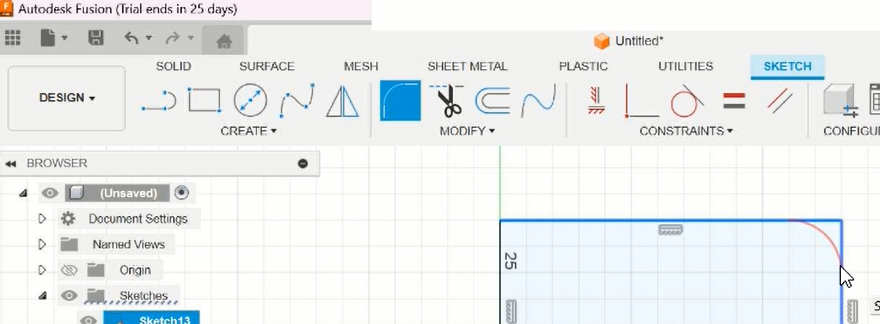 Autodesk Fusion (Trial ends in 25 days)
Untitled*
SOLID SURFACE MESH SHEET METAL PLASTIC UTILITIES SKETCH
DESIGN
CREATE MODIFY CONSTRAINTS
BROWSER
(Unsaved)
Document Settings
Named Views
Origin
25
Sketches
Sketch13